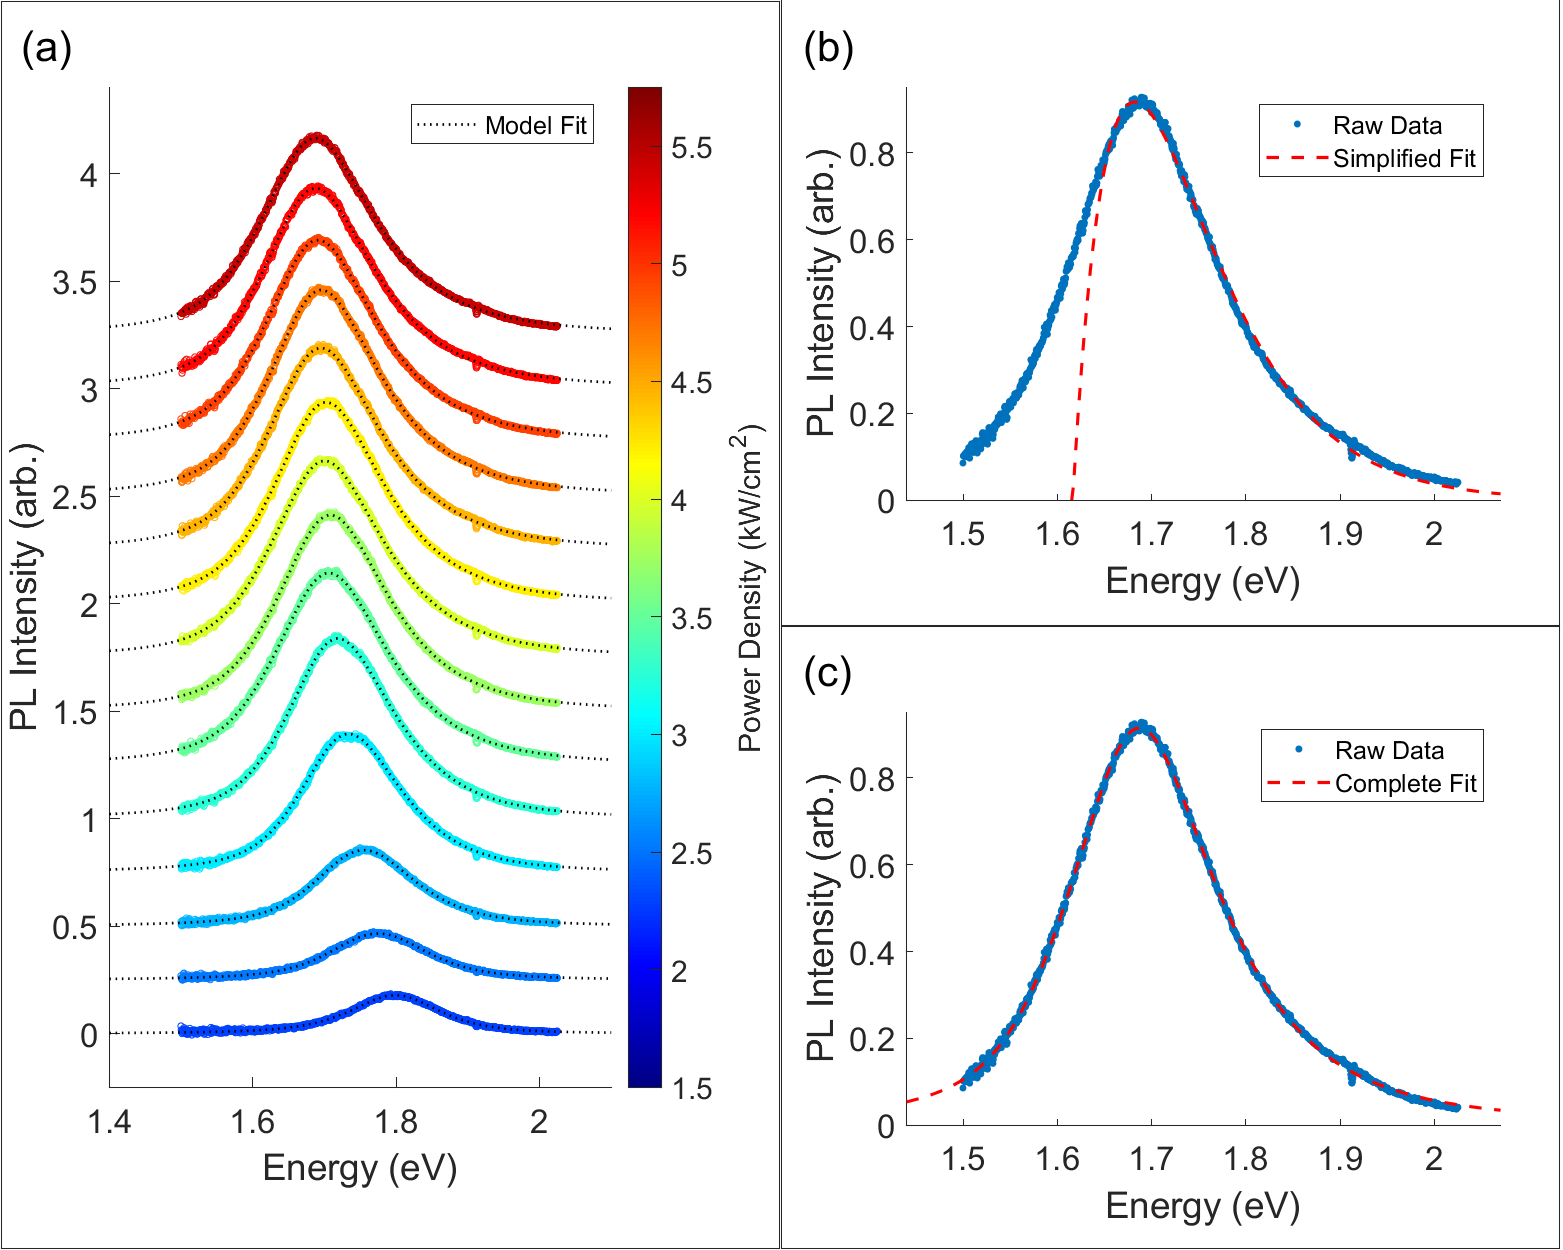 (a)
Model Fit
4
3.5
3
2.5
2
1.5
1
0.5
0
PL Intensity (arb.)
1.4 1.6 1.8 2
Energy (eV)
5.5
5
4.5
4
3.5
3
2.5
2
1.5
Power Density (kW/cm²)
(b)
Raw Data
Simplified Fit
0.8
0.6
0.4
0.2
0
PL Intensity (arb.)
1.5 1.6 1.7 1.8 1.9 2
Energy (eV)
(c)
Raw Data
Complete Fit
0.8
0.6
0.4
0.2
0
PL Intensity (arb.)
1.5 1.6 1.7 1.8 1.9 2
Energy (eV)